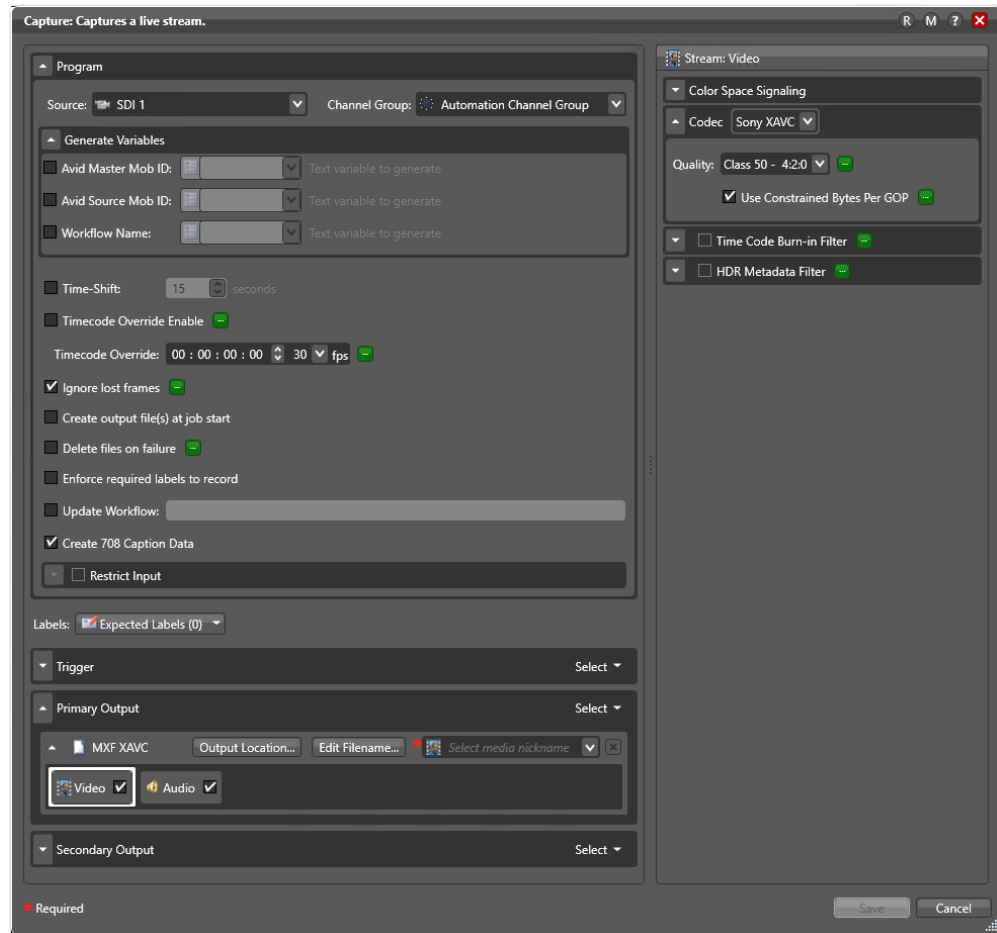 Capture: Captures a live stream.
R M ?
Program
Source: SDI 1 Channel Group: Automation Channel Group
Generate Variables
Avid Master Mob ID: Text variable to generate
Avid Source Mob ID: Text variable to generate
Workflow Name: Text variable to generate
Time-Shift: 15 seconds
Timecode Override Enable
Timecode Override: 00 : 00 : 00 : 00 30 fps
Ignore lost frames
Create output file(s) at job start
Delete files on failure
Enforce required labels to record
Update Workflow:
Create 708 Caption Data
Restrict Input
Labels: Expected Labels (0)
Trigger Select
Primary Output Select
MXF XAVC Output Location... Edit Filename... * Select media nickname
Video Audio
Secondary Output Select
Stream: Video
Color Space Signaling
Codec Sony XAVC
Quality: Class 50 - 4:2:0
Use Constrained Bytes Per GOP
Time Code Burn-in Filter
HDR Metadata Filter
* Required
Save Cancel